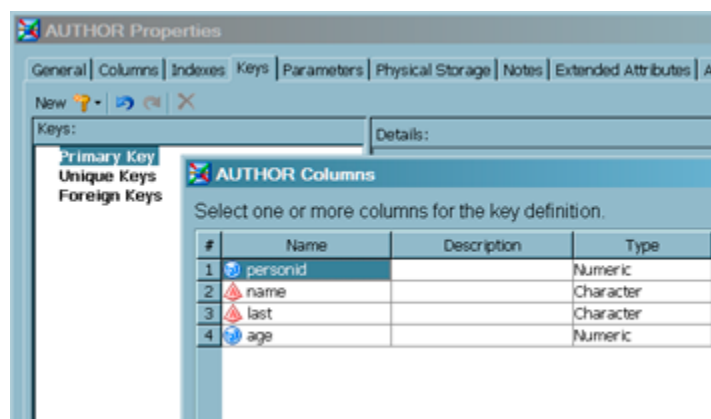 AUTHOR Properties
General Columns Indexes Keys Parameters Physical Storage Notes Extended Attributes A
New
Keys:
Details:
Primary Key
Unique Keys
Foreign Keys
AUTHOR Columns
Select one or more columns for the key definition.
# Name Description Type
1 personid Numeric
2 name Character
3 last Character
4 age Numeric